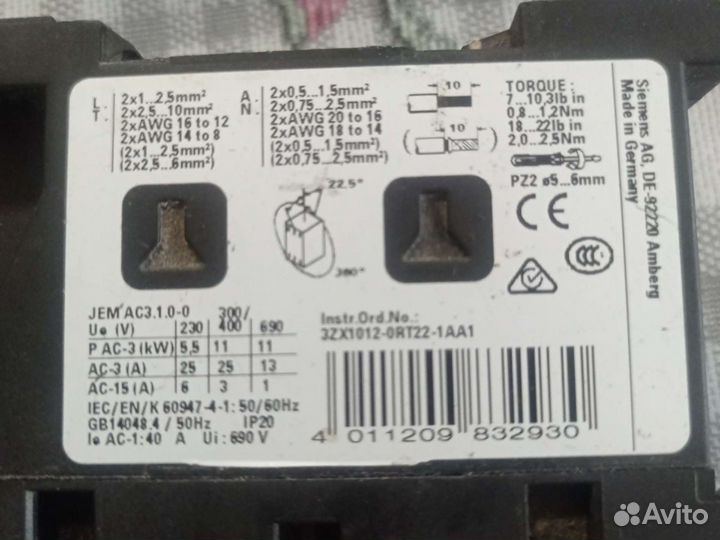 L: 2x1...2,5mm²
T: 2x2,5...10mm²
2xAWG 16 to 12
2xAWG 14 to 8
(2x1...2,5mm²)
(2x2,5...6mm²)
A: 2x0,5...1,5mm²
N: 2x0,75...2,5mm²
2xAWG 20 to 16
2xAWG 18 to 14
(2x0,5...1,5mm²)
(2x0,75...2,5mm²)
10
10
TORQUE:
7...10,3lb in
0,8...1,2Nm
18...22lb in
2,0...2,5Nm
PZ2 ø5...6mm
Siemens AG, DE-92220 Amberg
Made in Germany
22.5°
360°
CE
CCC
JEM AC3.1.0-0 300/
Ue (V) 230 400 690
P AC-3 (kW) 5,5 11 11
AC-3 (A) 25 25 13
AC-15 (A) 6 3 1
IEC/EN/K 60947-4-1: 50/60Hz
GB14048.4 / 50Hz IP20
Ie AC-1: 40 A Ui: 690 V
Instr.Ord.No.:
3ZX1012-0RT22-1AA1
4 011209 832930
Avito